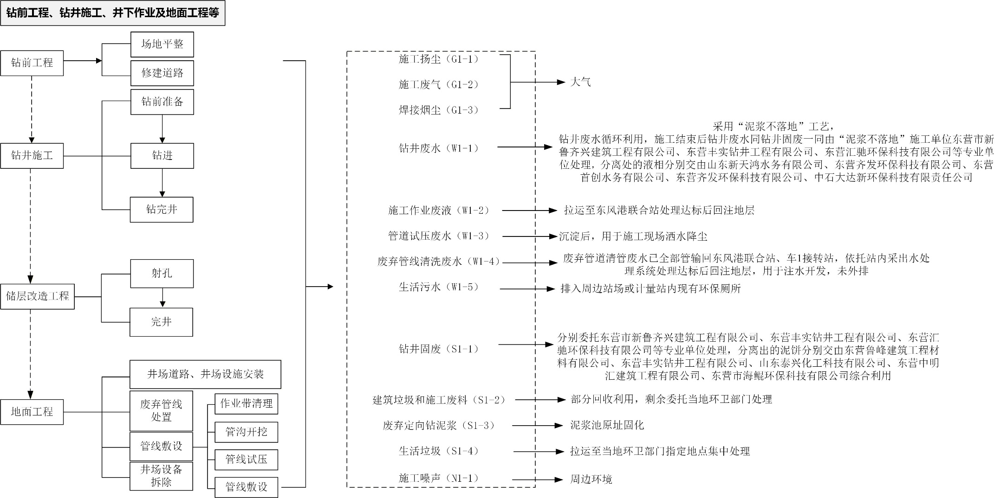 钻前工程、钻井施工、井下作业及地面工程等
钻前工程
场地平整
修建道路
钻井施工
钻前准备
钻进
钻完井
储层改造工程
射孔
完井
地面工程
井场道路、井场设施安装
废弃管线
处置
管线敷设
井场设备
拆除
作业带清理
管沟开挖
管线试压
管线敷设
施工扬尘（G1-1）
施工废气（G1-2）
焊接烟尘（G1-3）
大气
钻井废水（W1-1）
采用“泥浆不落地”工艺，
钻井废水循环利用，施工结束后钻井废水同钻井固废一同由“泥浆不落地”施工单位东营市新
鲁齐兴建筑工程有限公司、东营丰实钻井工程有限公司、东营汇驰环保科技有限公司等专业单
位处理，分离处的液相分别交由山东新天鸿水务有限公司、东营齐发环保科技有限公司、东营
首创水务有限公司、东营齐发环保科技有限公司、中石大达新环保科技有限责任公司
施工作业废液（W1-2）
拉运至东风港联合站处理达标后回注地层
管道试压废水（W1-3）
沉淀后，用于施工现场洒水降尘
废弃管线清洗废水（W1-4）
废弃管道清管废水已全部管输回东风港联合站、车1接转站，依托站内采出水处
理系统处理达标后回注地层，用于注水开发，未外排
生活污水（W1-5）
排入周边站场或计量站内现有环保厕所
钻井固废（S1-1）
分别委托东营市新鲁齐兴建筑工程有限公司、东营丰实钻井工程有限公司、东营汇
驰环保科技有限公司等专业单位处理，分离出的泥饼分别交由东营鲁峰建筑工程材
料有限公司、东营丰实钻井工程有限公司、山东泰兴化工科技有限公司、东营中明
汇建筑工程有限公司、东营市海鲲环保科技有限公司综合利用
建筑垃圾和施工废料（S1-2）
部分回收利用，剩余委托当地环卫部门处理
废弃定向钻泥浆（S1-3）
泥浆池原址固化
生活垃圾（S1-4）
拉运至当地环卫部门指定地点集中处理
施工噪声（N1-1）
周边环境